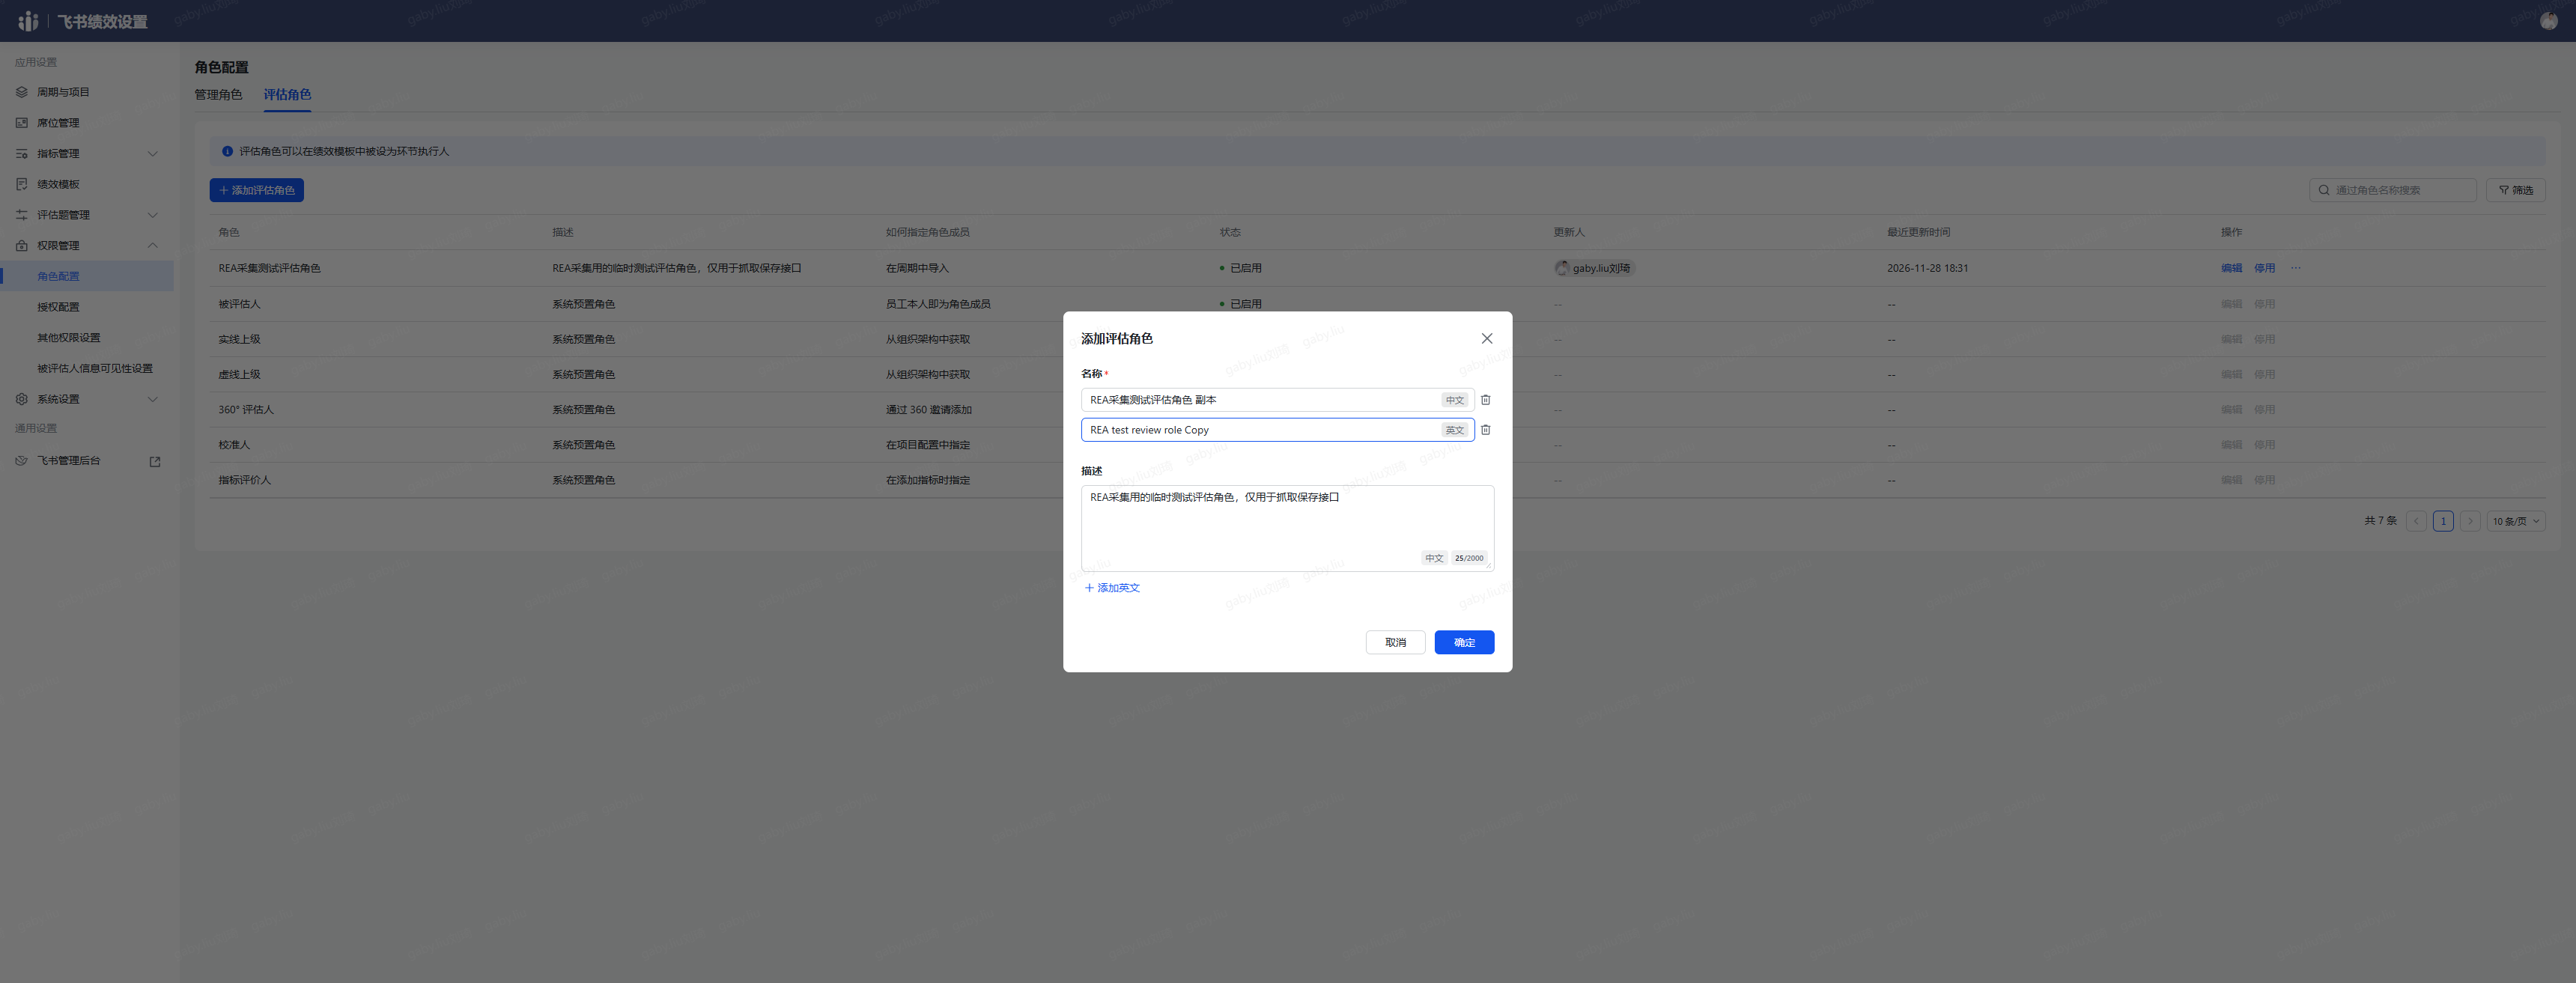 飞书绩效设置
应用设置
周期与项目
席位管理
指标管理
绩效模板
评估题管理
权限管理
角色配置
授权配置
其他权限设置
被评估人信息可见性设置
系统设置
通用设置
飞书管理后台
角色配置
管理角色 评估角色
评估角色可以在绩效模板中被设为环节执行人
添加评估角色
通过角色名称搜索 筛选
角色 描述 如何指定角色成员 状态 更新人 最近更新时间 操作
REA采集测试评估角色 REA采集用的临时测试评估角色，仅用于抓取保存接口 在周期中导入 已启用 gaby.liu刘琦 2026-11-28 18:31 编辑 停用 ···
被评估人 系统预置角色 员工本人即为角色成员 已启用 -- -- 编辑 停用
实线上级 系统预置角色 从组织架构中获取 -- -- 编辑 停用
虚线上级 系统预置角色 从组织架构中获取 -- -- 编辑 停用
360° 评估人 系统预置角色 通过 360 邀请添加 -- -- 编辑 停用
校准人 系统预置角色 在项目配置中指定 -- -- 编辑 停用
指标评价人 系统预置角色 在添加指标时指定 -- -- 编辑 停用
共 7 条 1 10 条/页
添加评估角色
名称*
REA采集测试评估角色 副本 中文
REA test review role Copy 英文
描述
REA采集用的临时测试评估角色，仅用于抓取保存接口
中文 25/2000
添加英文
取消 确定